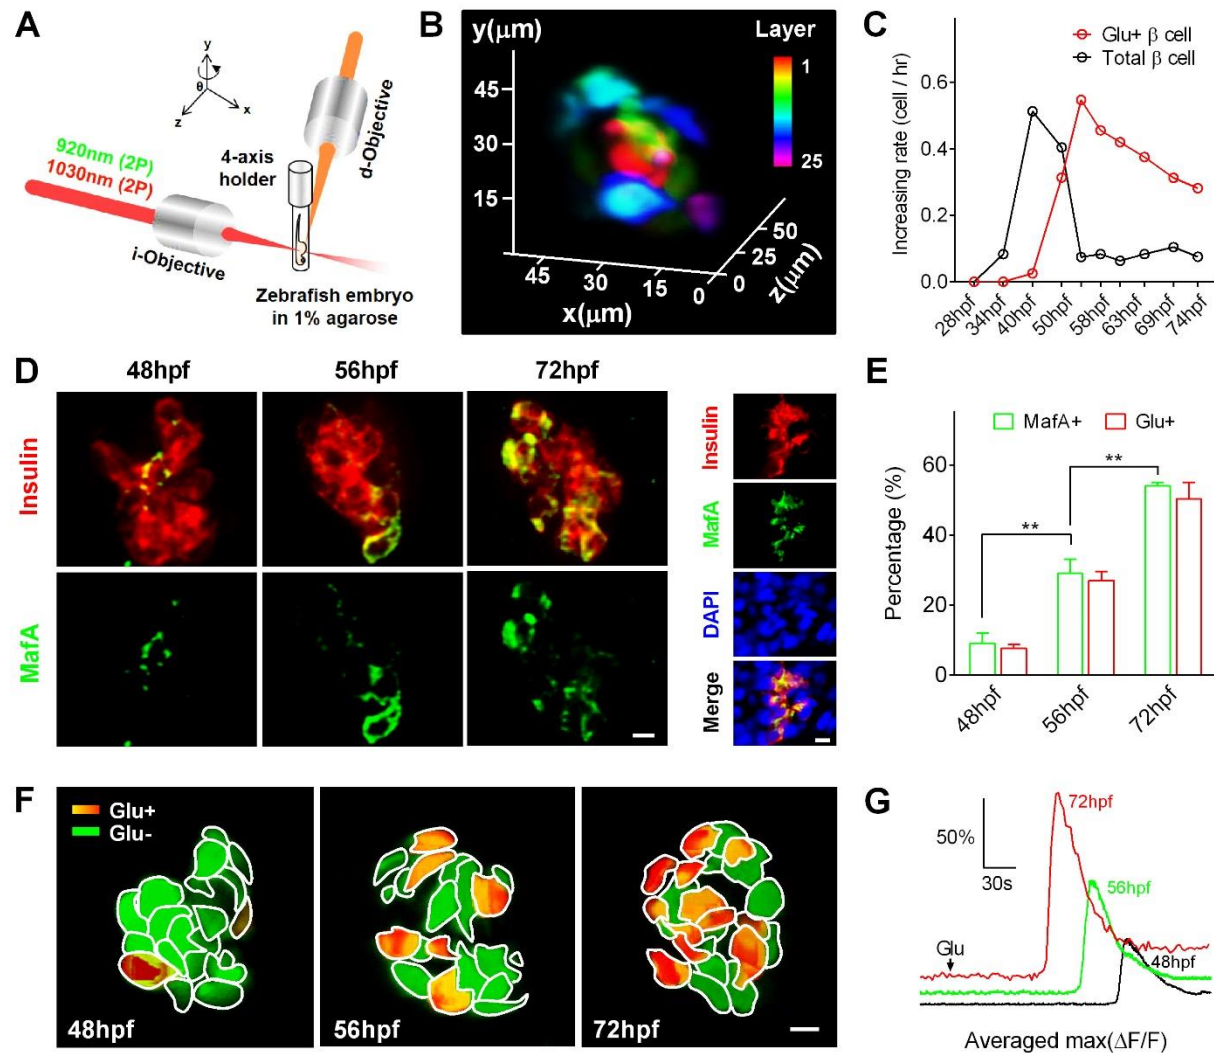 A
y
θ
x
z
920nm (2P)
1030nm (2P)
4-axis
holder
d-Objective
i-Objective
Zebrafish embryo
in 1% agarose
B
y(μm)
45
30
15
Layer
1
25
50
25
0
z(μm)
45
30
15
0
x(μm)
C
Glu+ β cell
Total β cell
Increasing rate (cell / hr)
0.6
0.4
0.2
0.0
28hpf
34hpf
40hpf
50hpf
58hpf
63hpf
69hpf
74hpf
D
48hpf
56hpf
72hpf
Insulin
MafA
Insulin
MafA
DAPI
Merge
E
MafA+
Glu+
Percentage (%)
60
40
20
0
**
**
48hpf
56hpf
72hpf
F
Glu+
Glu-
48hpf
56hpf
72hpf
G
50%
30s
72hpf
56hpf
48hpf
Glu
Averaged max(ΔF/F)